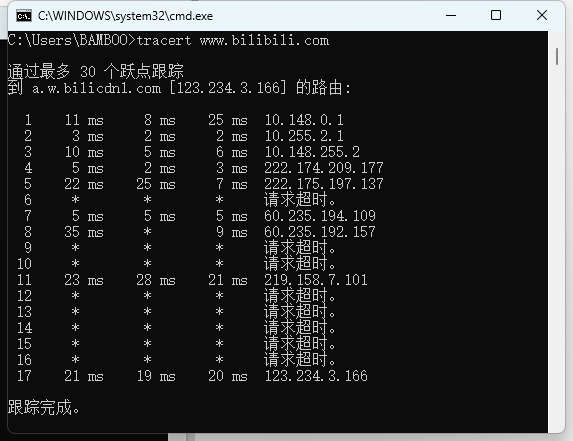 C:\WINDOWS\system32\cmd.exe
C:\Users\BAMBOO>tracert www.bilibili.com
通过最多 30 个跃点跟踪
到 a.w.bilicdn1.com [123.234.3.166] 的路由:
1 11 ms 8 ms 25 ms 10.148.0.1
2 3 ms 2 ms 2 ms 10.255.2.1
3 10 ms 5 ms 6 ms 10.148.255.2
4 5 ms 2 ms 3 ms 222.174.209.177
5 22 ms 25 ms 7 ms 222.175.197.137
6 * * * 请求超时。
7 5 ms 5 ms 5 ms 60.235.194.109
8 35 ms * 9 ms 60.235.192.157
9 * * * 请求超时。
10 * * * 请求超时。
11 23 ms 28 ms 21 ms 219.158.7.101
12 * * * 请求超时。
13 * * * 请求超时。
14 * * * 请求超时。
15 * * * 请求超时。
16 * * * 请求超时。
17 21 ms 19 ms 20 ms 123.234.3.166
跟踪完成。